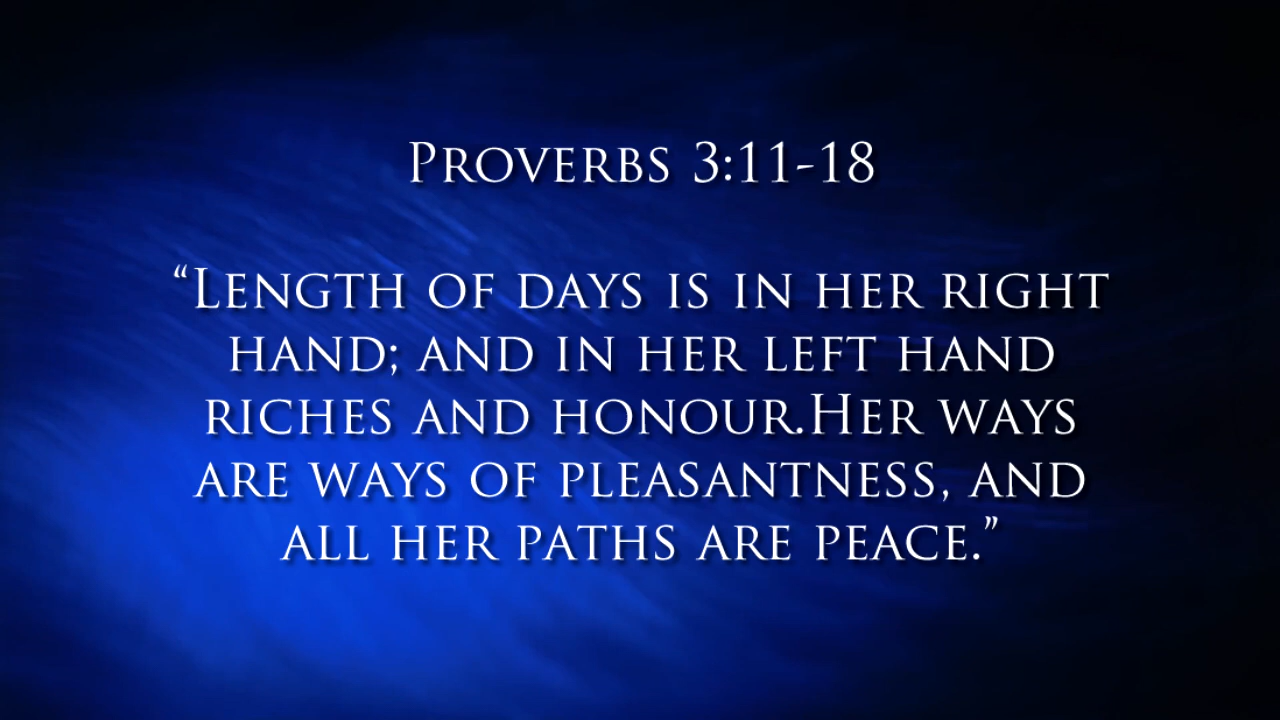 Proverbs 3:11-18
“Length of days is in her right
hand; and in her left hand
riches and honour.Her ways
are ways of pleasantness, and
all her paths are peace.”